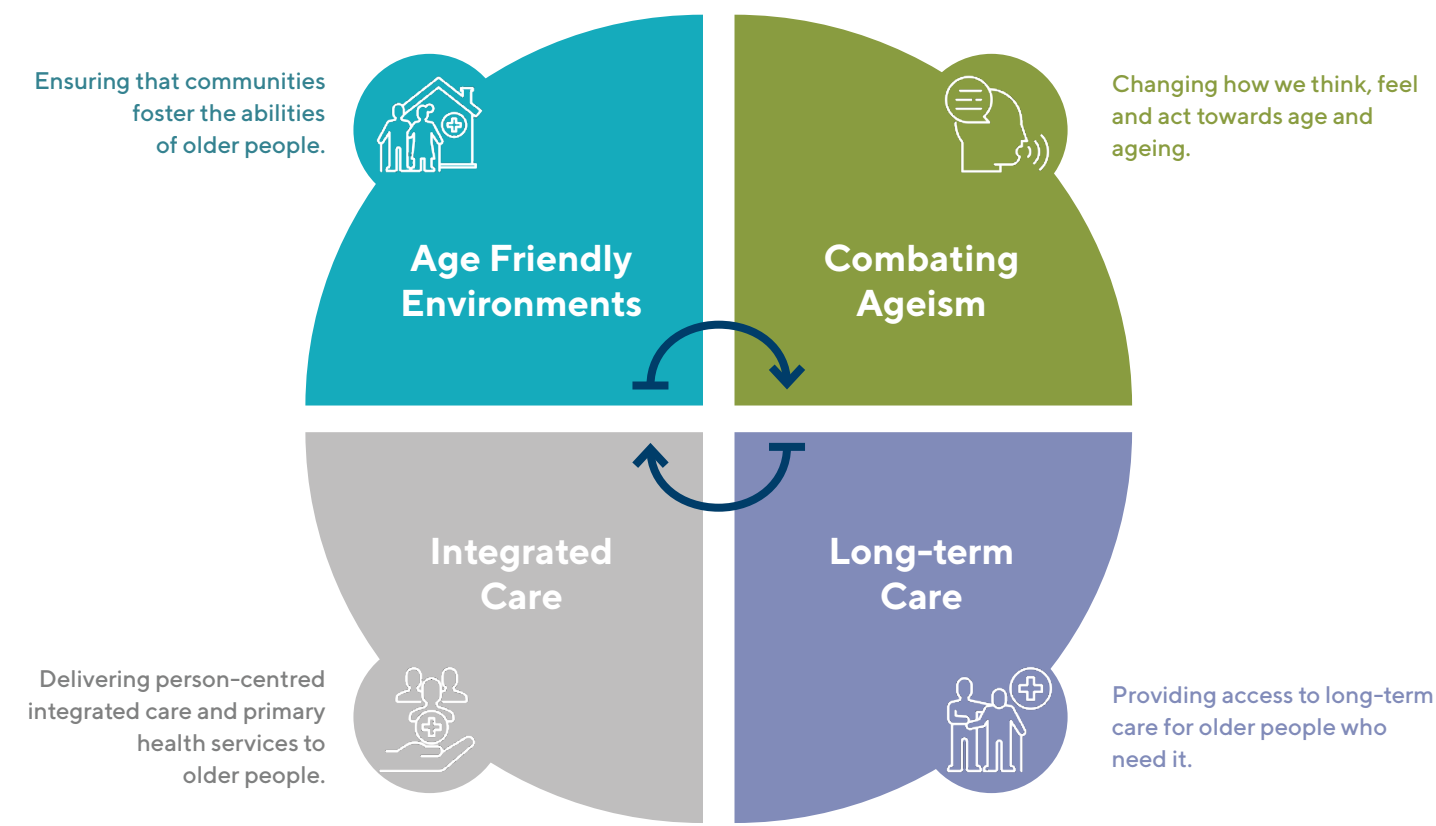 Ensuring that communities
foster the abilities
of older people.
Age Friendly
Environments
Combating
Ageism
Changing how we think, feel
and act towards age and
ageing.
Integrated
Care
Delivering person-centred
integrated care and primary
health services to
older people.
Long-term
Care
Providing access to long-term
care for older people who
need it.